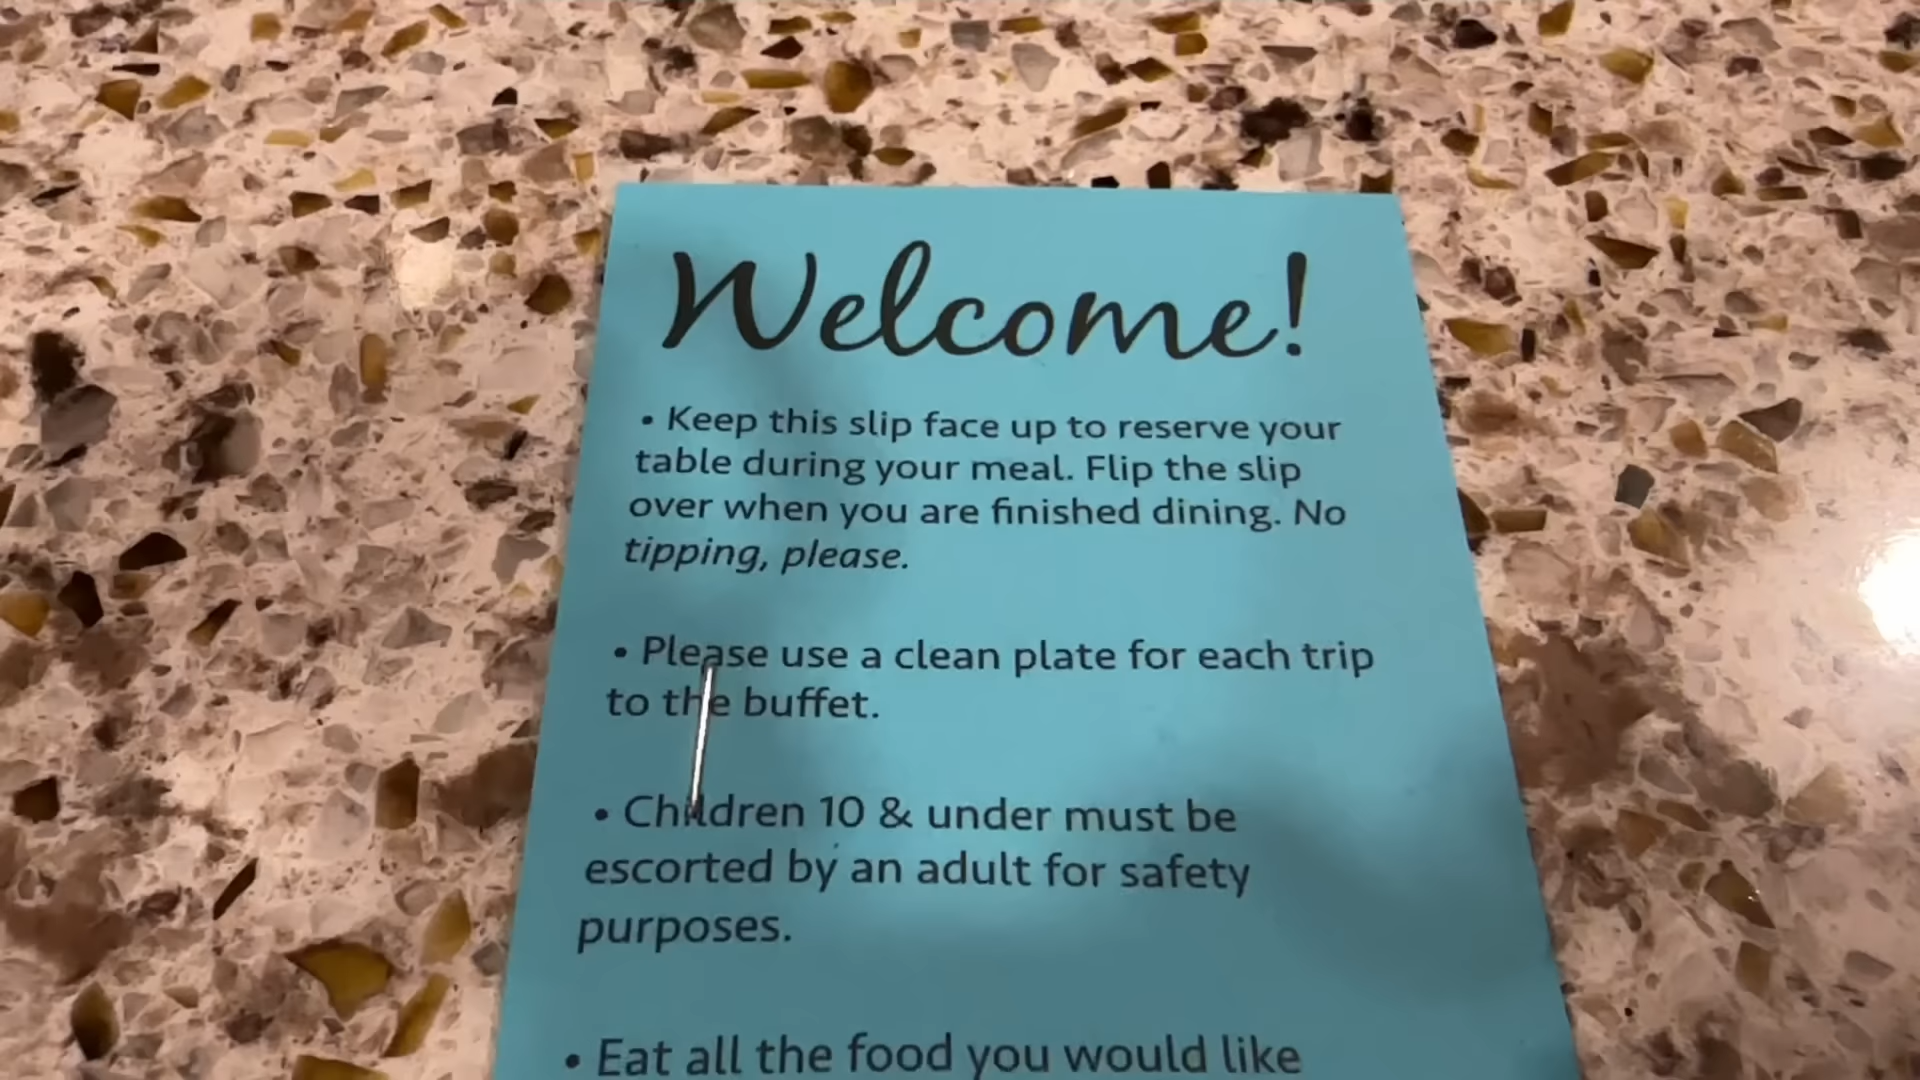 Welcome!
• Keep this slip face up to reserve your
table during your meal. Flip the slip
over when you are finished dining. No
tipping, please.
• Please use a clean plate for each trip
to the buffet.
• Children 10 & under must be
escorted by an adult for safety
purposes.
• Eat all the food you would like